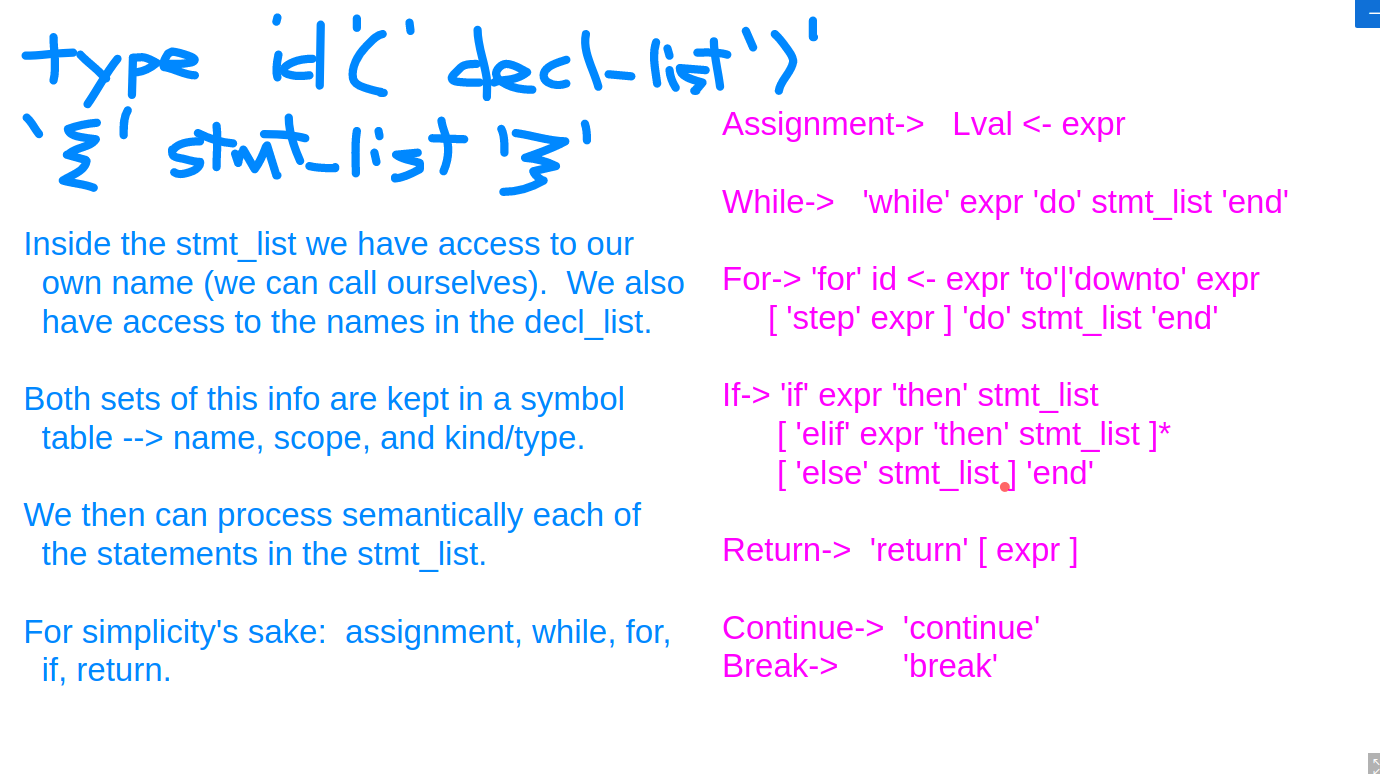 type id '(' decl_list ')'
'{' stmt_list '}'
Inside the stmt_list we have access to our
own name (we can call ourselves).  We also
have access to the names in the decl_list.
Both sets of this info are kept in a symbol
table --> name, scope, and kind/type.
We then can process semantically each of
the statements in the stmt_list.
For simplicity's sake:  assignment, while, for,
if, return.
Assignment->   Lval <- expr
While->   'while' expr 'do' stmt_list 'end'
For-> 'for' id <- expr 'to'|'downto' expr
[ 'step' expr ] 'do' stmt_list 'end'
If-> 'if' expr 'then' stmt_list
[ 'elif' expr 'then' stmt_list ]*
[ 'else' stmt_list ] 'end'
Return->  'return' [ expr ]
Continue->  'continue'
Break->       'break'